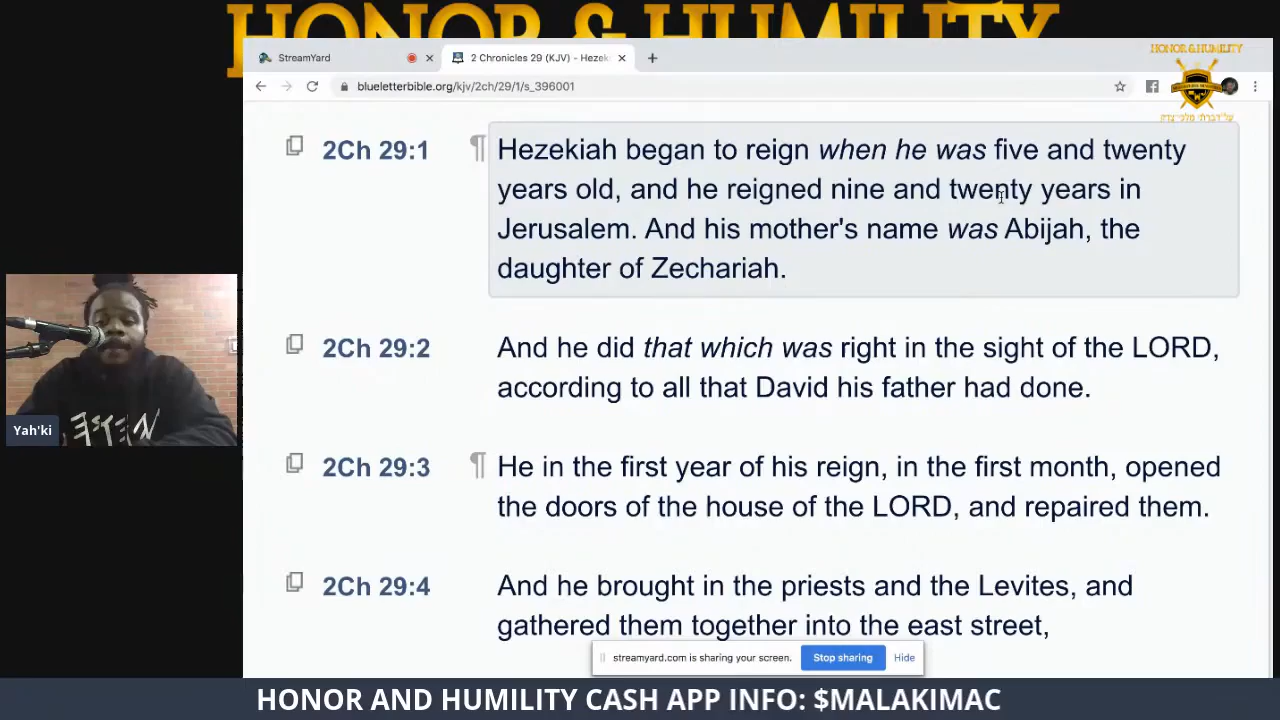 HONOR & HUMILITY
StreamYard
2 Chronicles 29 (KJV) - Hezek
blueletterbible.org/kjv/2ch/29/1/s_396001
HONOR & HUMILITY
2Ch 29:1 ¶ Hezekiah began to reign when he was five and twenty
years old, and he reigned nine and twenty years in
Jerusalem. And his mother's name was Abijah, the
daughter of Zechariah.
2Ch 29:2 And he did that which was right in the sight of the LORD,
according to all that David his father had done.
2Ch 29:3 ¶ He in the first year of his reign, in the first month, opened
the doors of the house of the LORD, and repaired them.
2Ch 29:4 And he brought in the priests and the Levites, and
gathered them together into the east street,
Yah'ki
streamyard.com is sharing your screen. Stop sharing Hide
HONOR AND HUMILITY CASH APP INFO: $MALAKIMAC